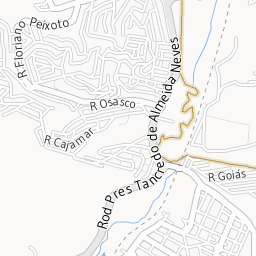 R Floriano Peixoto
R Osasco
R Cajamar
Rod Pres Tancredo de Almeida Neves
R Goiás